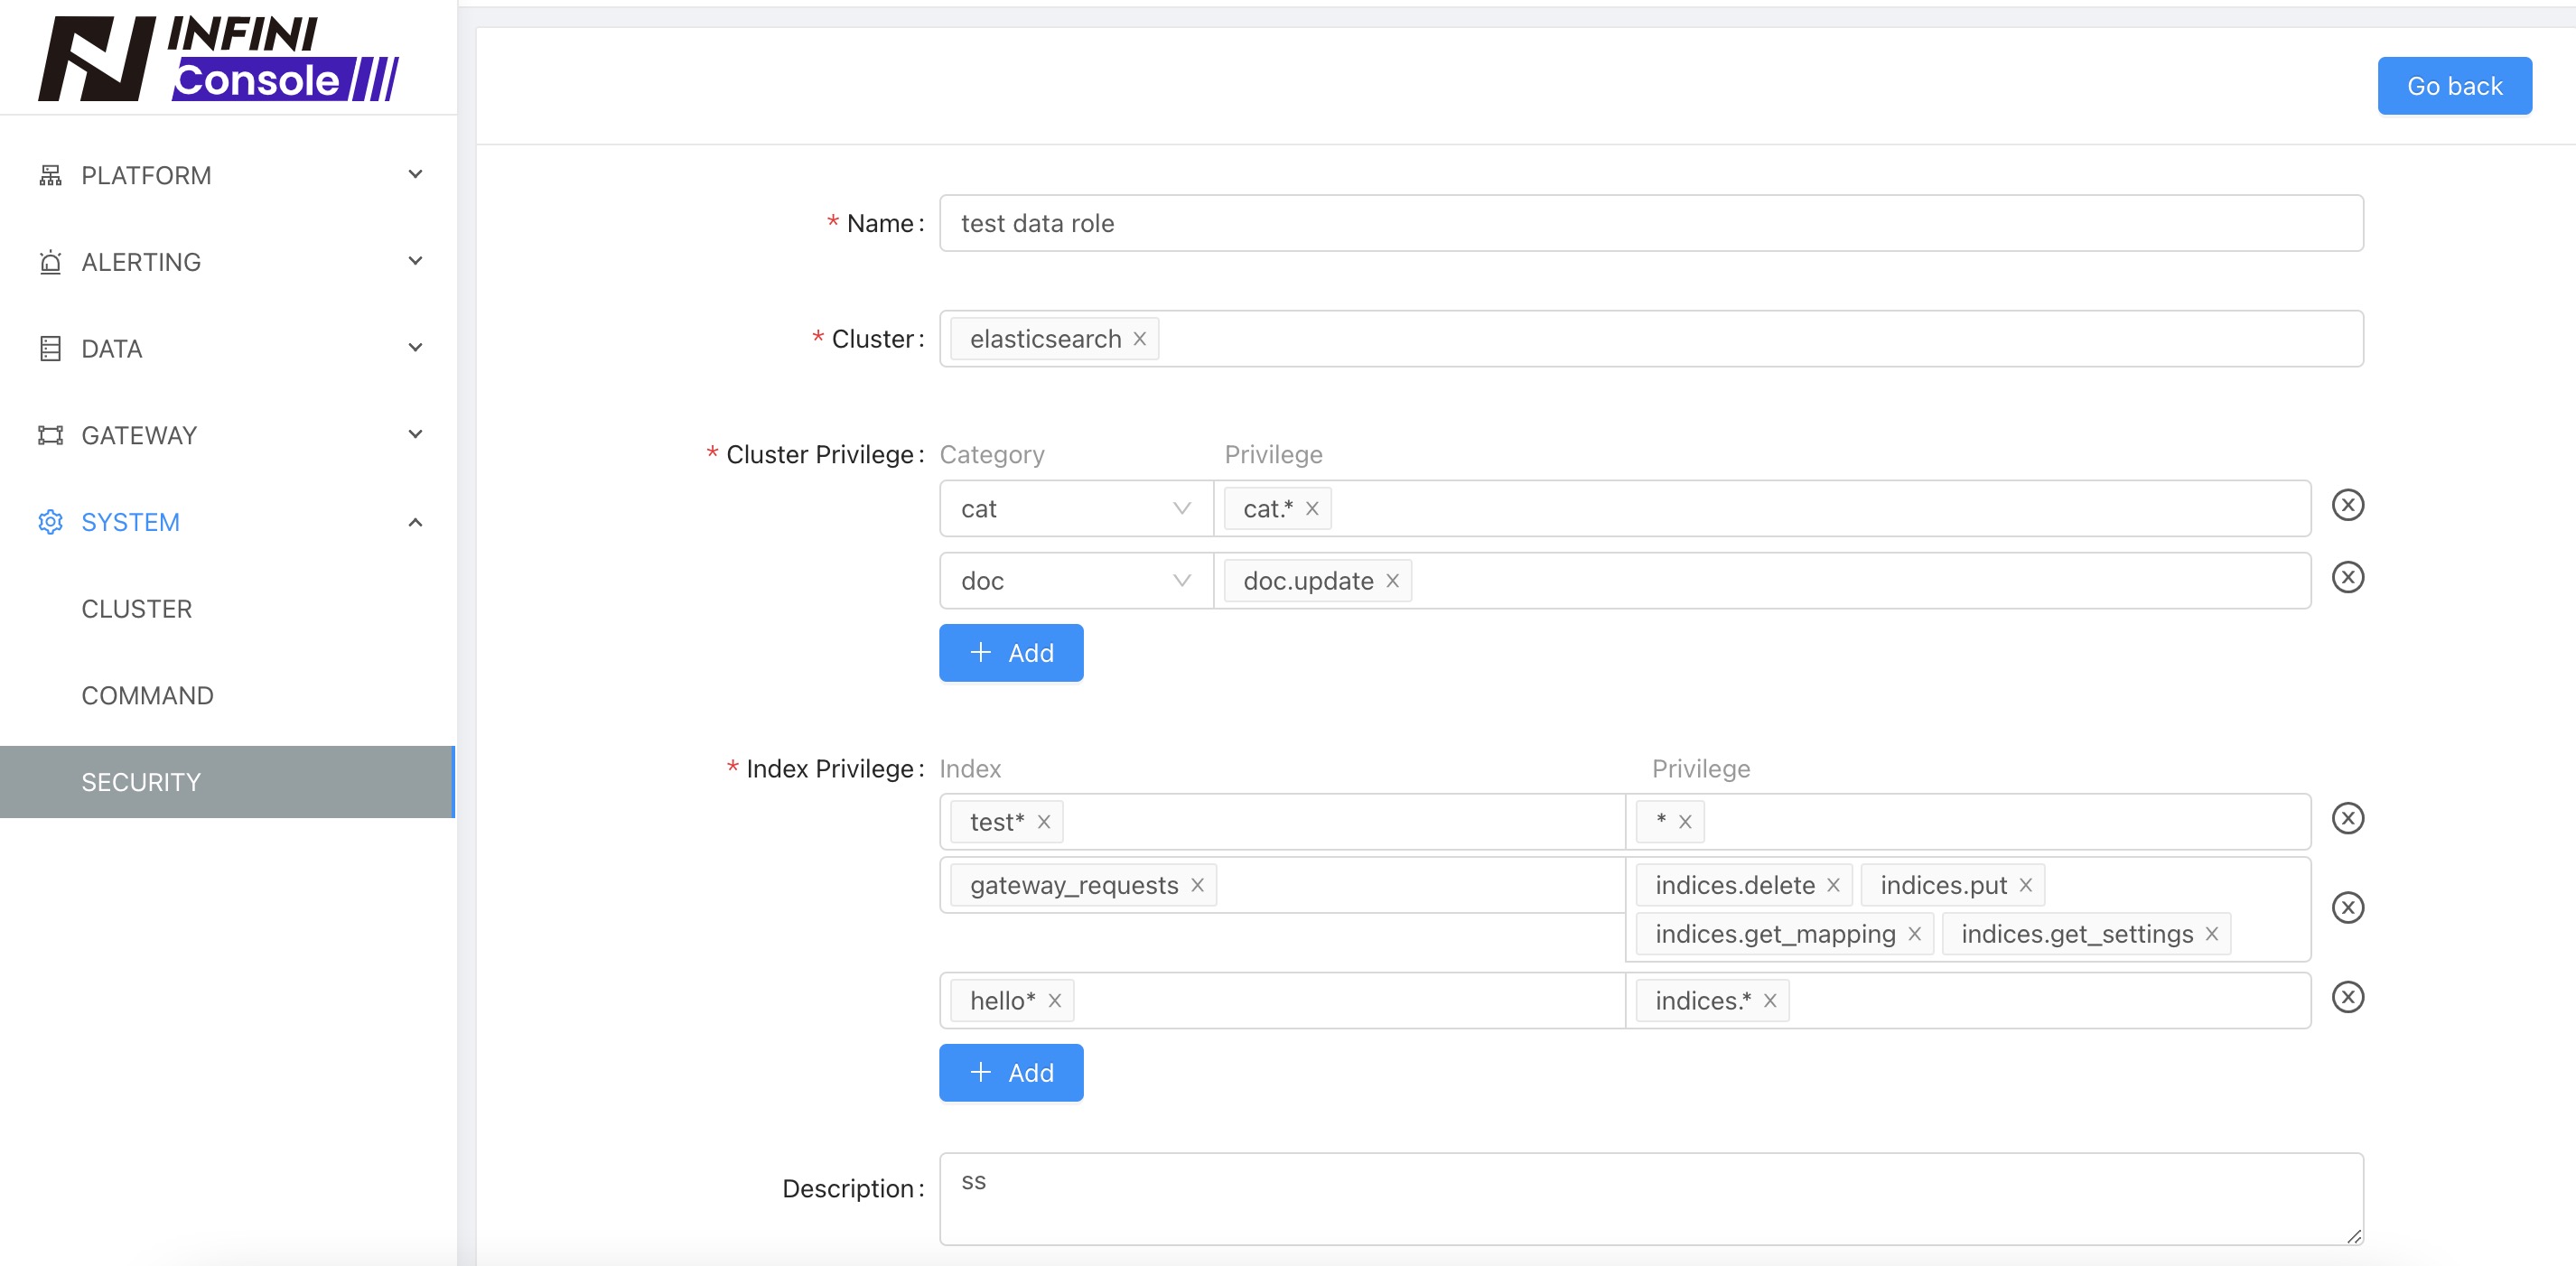 INFINI
Console
Go back
PLATFORM
ALERTING
DATA
GATEWAY
SYSTEM
CLUSTER
COMMAND
SECURITY
* Name: test data role
* Cluster: elasticsearch
* Cluster Privilege: Category Privilege
cat cat.*
doc doc.update
+ Add
* Index Privilege: Index Privilege
test* *
gateway_requests indices.delete indices.put
indices.get_mapping indices.get_settings
hello* indices.*
+ Add
Description: ss